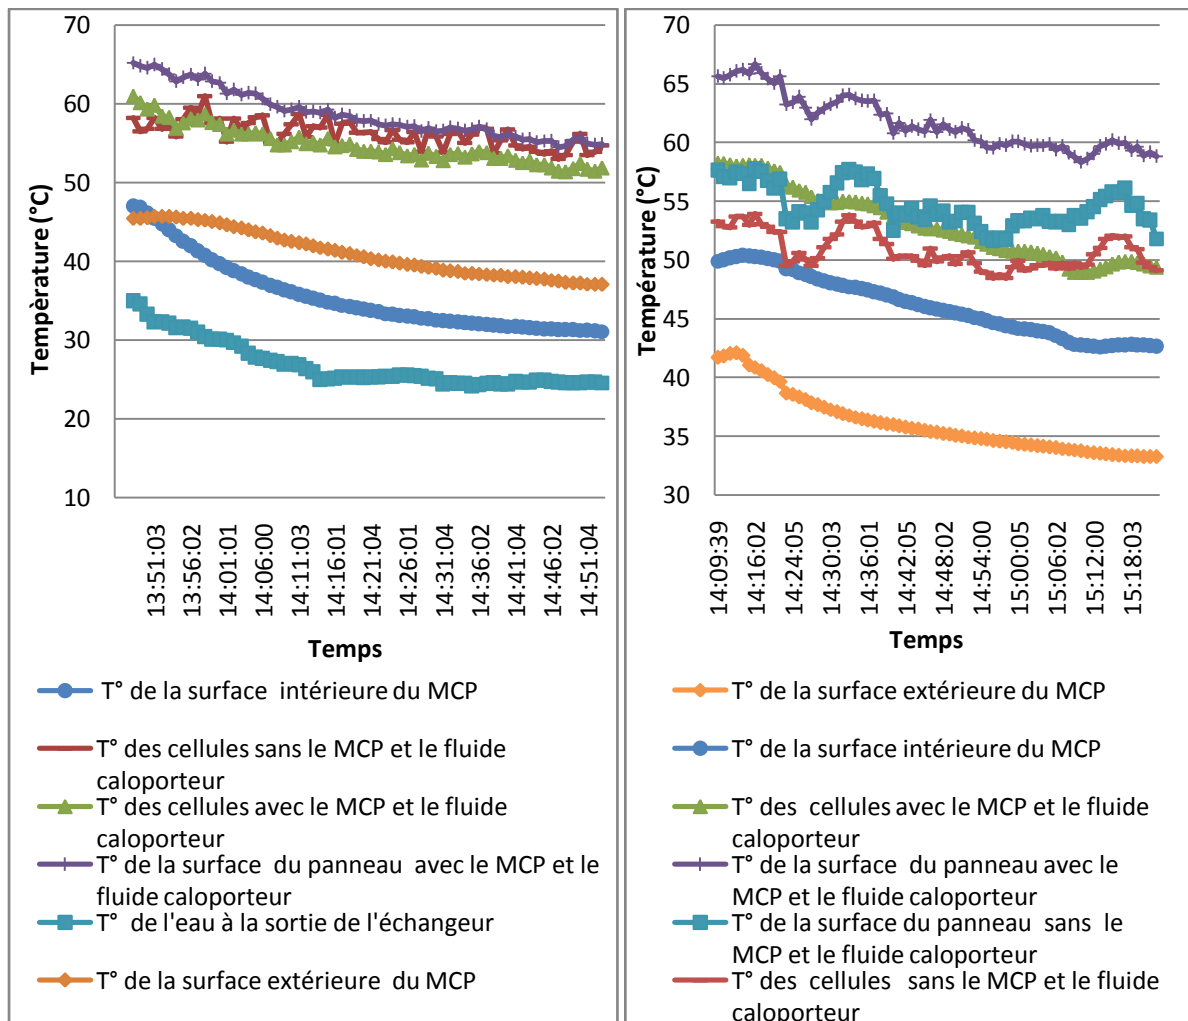 70
60
50
40
30
20
10
Tempèrature (°C)
13:51:03
13:56:02
14:01:01
14:06:00
14:11:03
14:16:01
14:21:04
14:26:01
14:31:04
14:36:02
14:41:04
14:46:02
14:51:04
Temps
T° de la surface intérieure du MCP
T° des cellules sans le MCP et le fluide
caloporteur
T° des cellules avec le MCP et le fluide
caloporteur
T° de la surface du panneau avec le MCP et le
fluide caloporteur
T° de l'eau à la sortie de l'échangeur
T° de la surface extérieure du MCP
70
65
60
55
50
45
40
35
30
Température (°C)
14:09:39
14:16:02
14:24:05
14:30:03
14:36:01
14:42:05
14:48:02
14:54:00
15:00:05
15:06:02
15:12:00
15:18:03
Temps
T° de la surface extérieure du MCP
T° de la surface intérieure du MCP
T° des cellules avec le MCP et le fluide
caloporteur
T° de la surface du panneau avec le
MCP et le fluide caloporteur
T° de la surface du panneau sans le
MCP et le fluide caloporteur
T° des cellules sans le MCP et le fluide
caloporteur